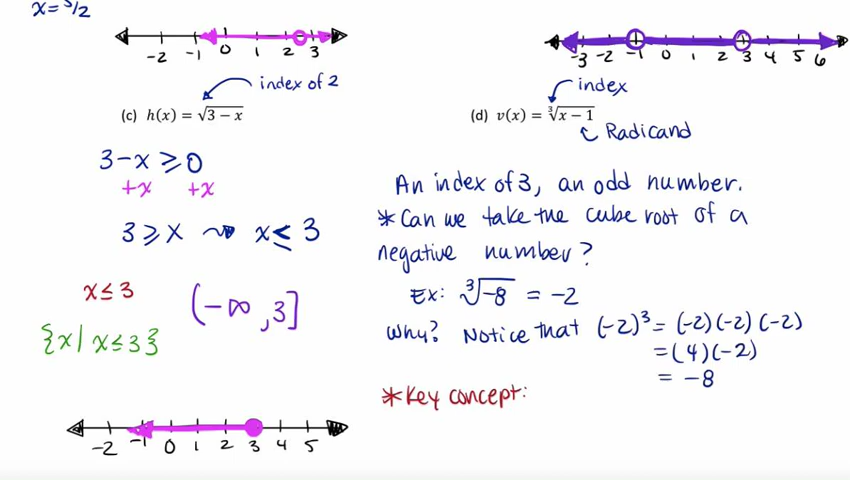 x = 5/2
-2 -1 0 1 2 3
-3 -2 -1 0 1 2 3 4 5 6
index of 2
(c) h(x) = √(3 − x)
3 - x ≥ 0
+x +x
3 ≥ x ⇝ x ≤ 3
x ≤ 3
(-∞, 3]
{x | x ≤ 3}
-2 -1 0 1 2 3 4 5
index
(d) v(x) = ∛(x − 1)
Radicand
An index of 3, an odd number.
*Can we take the cube root of a
negative number?
Ex: ∛-8 = -2
Why? Notice that (-2)³ = (-2)(-2)(-2)
= (4)(-2)
= -8
*Key concept: